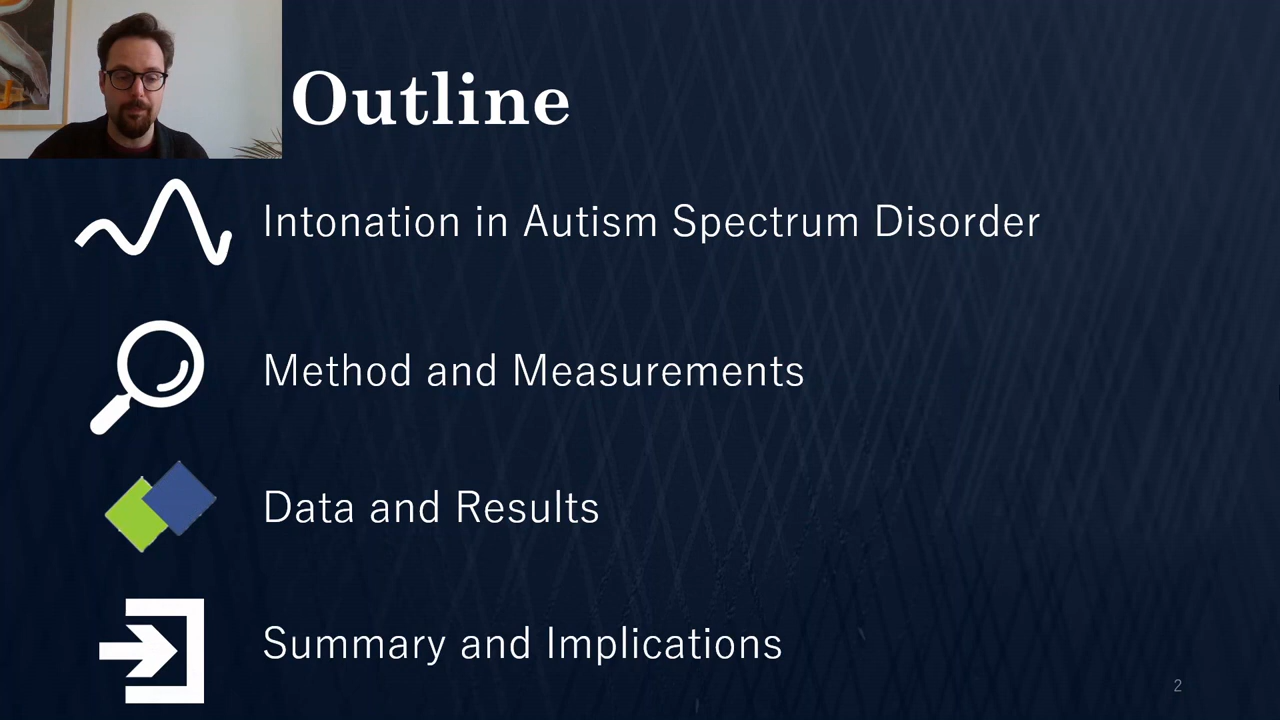 Outline
Intonation in Autism Spectrum Disorder
Method and Measurements
Data and Results
Summary and Implications
2